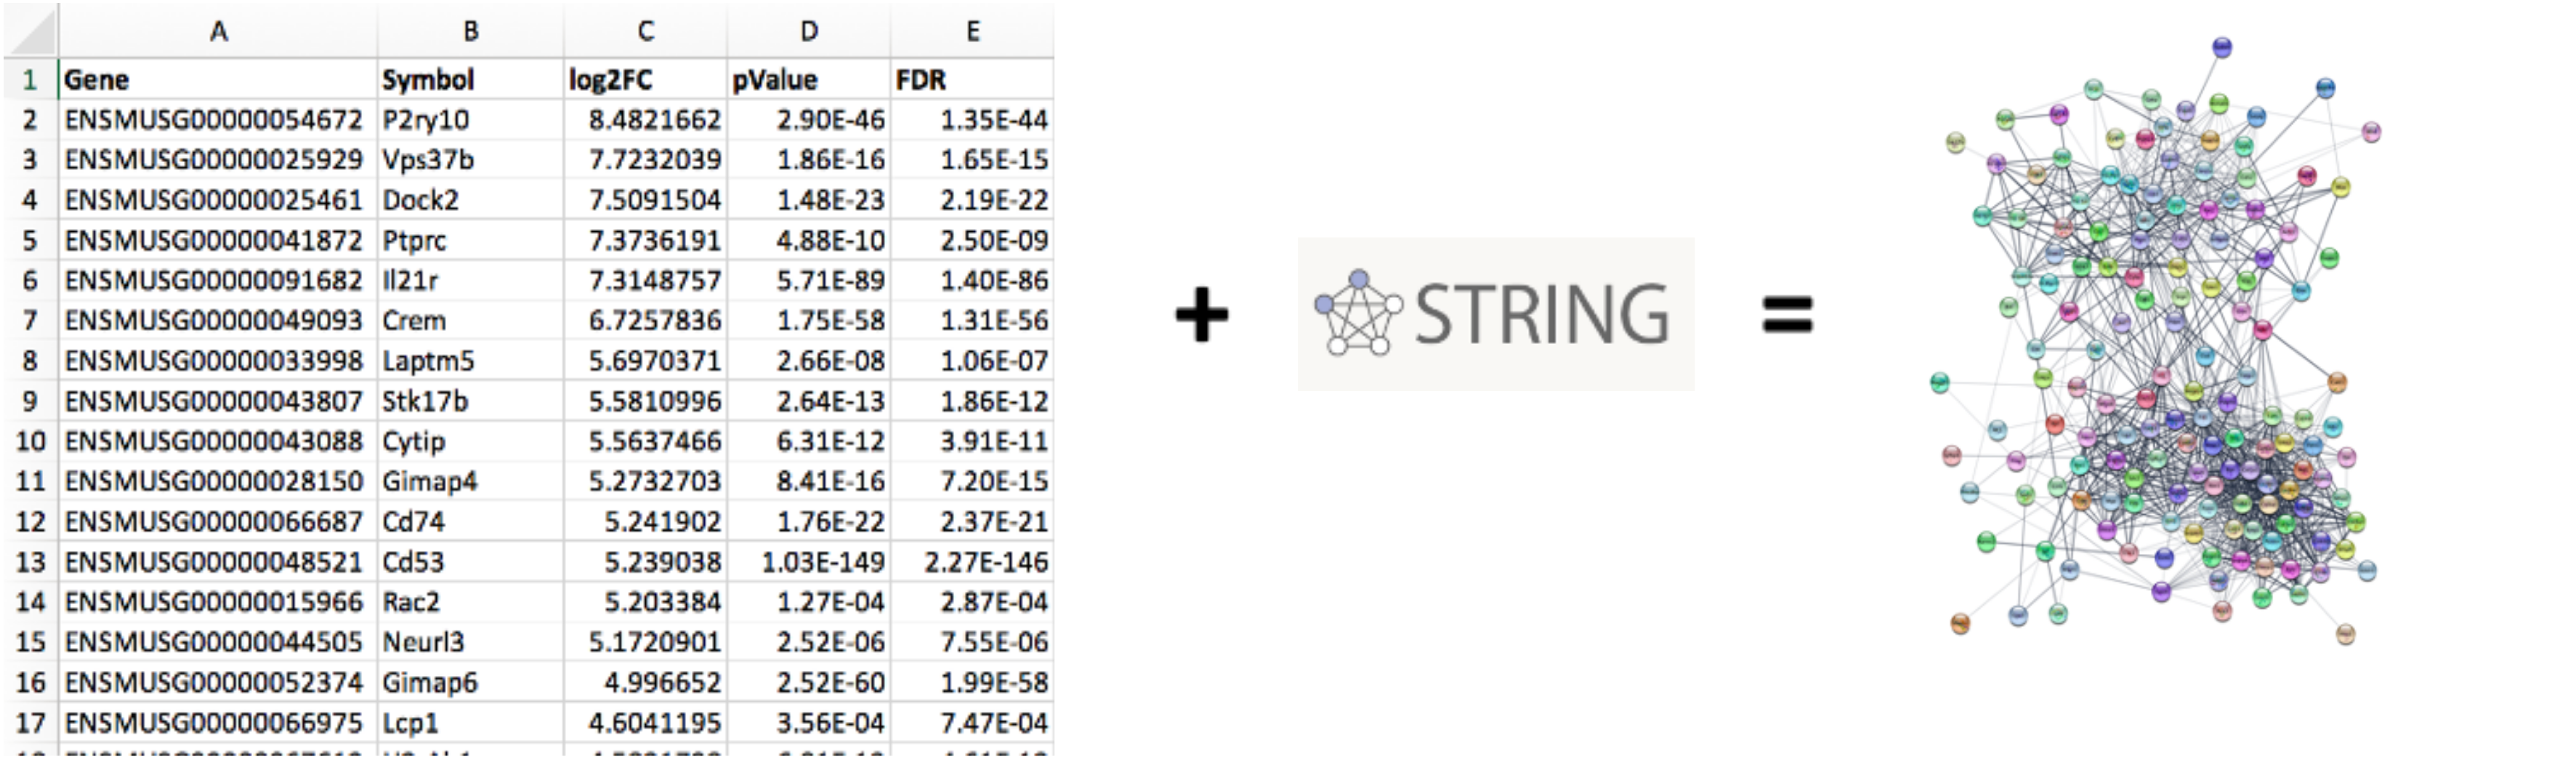 A B C D E
1 Gene Symbol log2FC pValue FDR
2 ENSMUSG00000054672 P2ry10 8.4821662 2.90E-46 1.35E-44
3 ENSMUSG00000025929 Vps37b 7.7232039 1.86E-16 1.65E-15
4 ENSMUSG00000025461 Dock2 7.5091504 1.48E-23 2.19E-22
5 ENSMUSG00000041872 Ptprc 7.3736191 4.88E-10 2.50E-09
6 ENSMUSG00000091682 Il21r 7.3148757 5.71E-89 1.40E-86
7 ENSMUSG00000049093 Crem 6.7257836 1.75E-58 1.31E-56
8 ENSMUSG00000033998 Laptm5 5.6970371 2.66E-08 1.06E-07
9 ENSMUSG00000043807 Stk17b 5.5810996 2.64E-13 1.86E-12
10 ENSMUSG00000043088 Cytip 5.5637466 6.31E-12 3.91E-11
11 ENSMUSG00000028150 Gimap4 5.2732703 8.41E-16 7.20E-15
12 ENSMUSG00000066687 Cd74 5.241902 1.76E-22 2.37E-21
13 ENSMUSG00000048521 Cd53 5.239038 1.03E-149 2.27E-146
14 ENSMUSG00000015966 Rac2 5.203384 1.27E-04 2.87E-04
15 ENSMUSG00000044505 Neurl3 5.1720901 2.52E-06 7.55E-06
16 ENSMUSG00000052374 Gimap6 4.996652 2.52E-60 1.99E-58
17 ENSMUSG00000066975 Lcp1 4.6041195 3.56E-04 7.47E-04
+
STRING
=